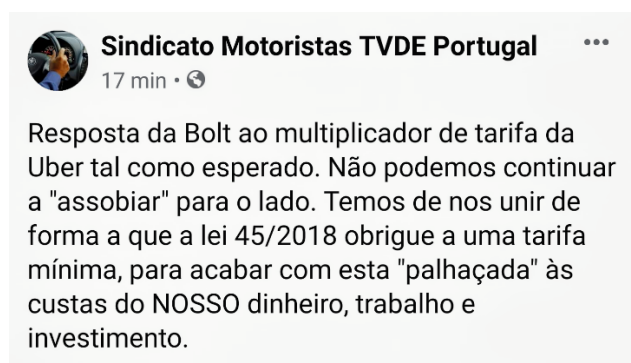 Sindicato Motoristas TVDE Portugal
17 min •
Resposta da Bolt ao multiplicador de tarifa da
Uber tal como esperado. Não podemos continuar
a "assobiar" para o lado. Temos de nos unir de
forma a que a lei 45/2018 obrigue a uma tarifa
mínima, para acabar com esta "palhaçada" às
custas do NOSSO dinheiro, trabalho e
investimento.